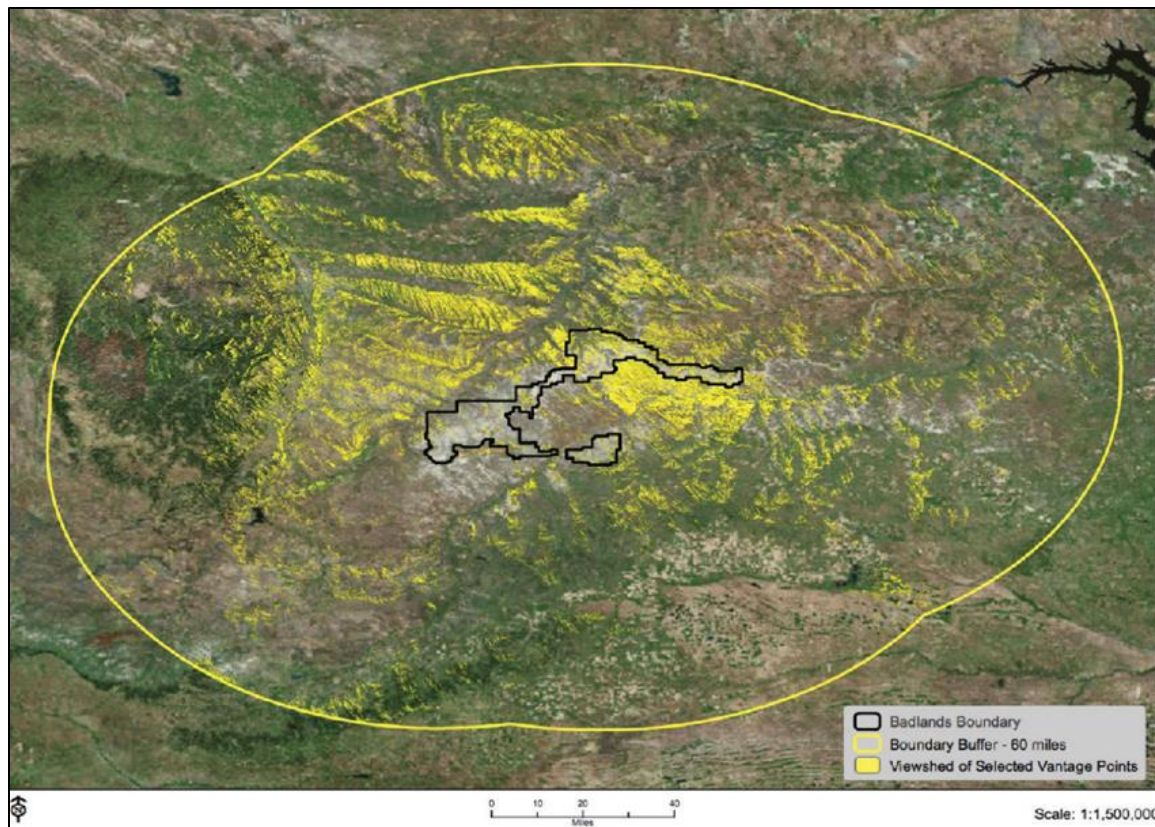 Badlands Boundary
Boundary Buffer - 60 miles
Viewshed of Selected Vantage Points
0 10 20 40
Miles
Scale: 1:1,500,000